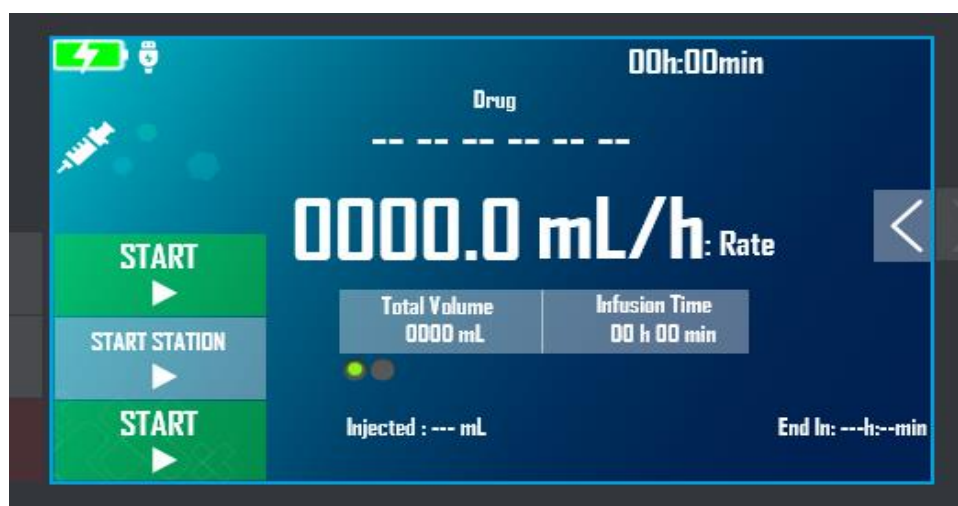 00h:00min
Drug
-- -- -- -- -- --
0000.0 mL/h: Rate
START
Total Volume
Infusion Time
0000 mL
00 h 00 min
START STATION
START
Injected : --- mL
End In: ---h:--min